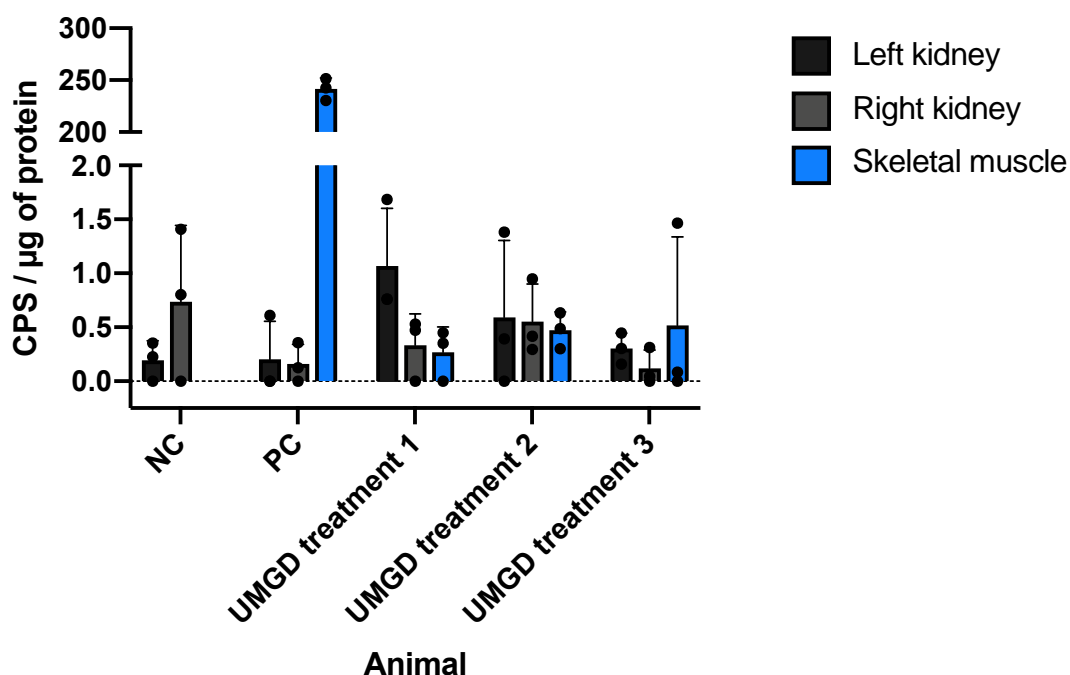 CPS / µg of protein
300
250
200
2.0
1.5
1.0
0.5
0.0
NC
PC
UMGD treatment 1
UMGD treatment 2
UMGD treatment 3
Animal
Left kidney
Right kidney
Skeletal muscle